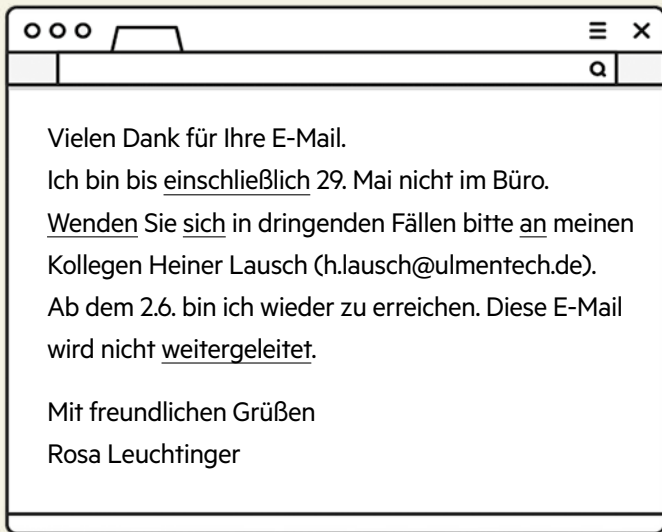 Vielen Dank für Ihre E-Mail.
Ich bin bis einschließlich 29. Mai nicht im Büro.
Wenden Sie sich in dringenden Fällen bitte an meinen
Kollegen Heiner Lausch (h.lausch@ulmentech.de).
Ab dem 2.6. bin ich wieder zu erreichen. Diese E-Mail
wird nicht weitergeleitet.
Mit freundlichen Grüßen
Rosa Leuchtinger